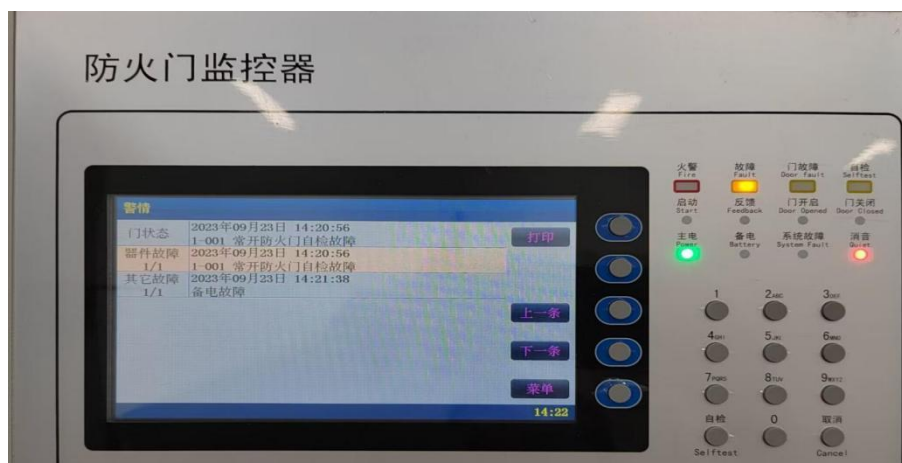 防火门监控器
火警 故障 门故障 自检
Fire Fault Door Fault Selftest
启动 反馈 门开启 门关闭
Start Feedback Door Opened Door Closed
主电 备电 系统故障 消音
Power Battery System Fault Quiet
警情
门状态 2023年09月23日 14:20:56
1-001 常开防火门自检故障
打印
器件故障 2023年09月23日 14:20:56
1/1 1-001 常开防火门自检故障
其它故障 2023年09月23日 14:21:38
1/1 备电故障
上一条
下一条
菜单
14:22
1 2ABC 3DEF
4GHI 5JKL 6MNO
7PQRS 8TUV 9WXYZ
自检 0 取消
Selftest Cancel